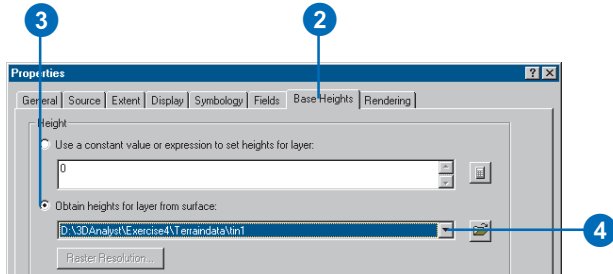 3
2
Properties
General Source Extent Display Symbology Fields Base Heights Rendering
Height
Use a constant value or expression to set heights for layer:
0
Obtain heights for layer from surface:
D:\3DAnalyst\Exercise4\Terraindata\tin1
4
Raster Resolution...